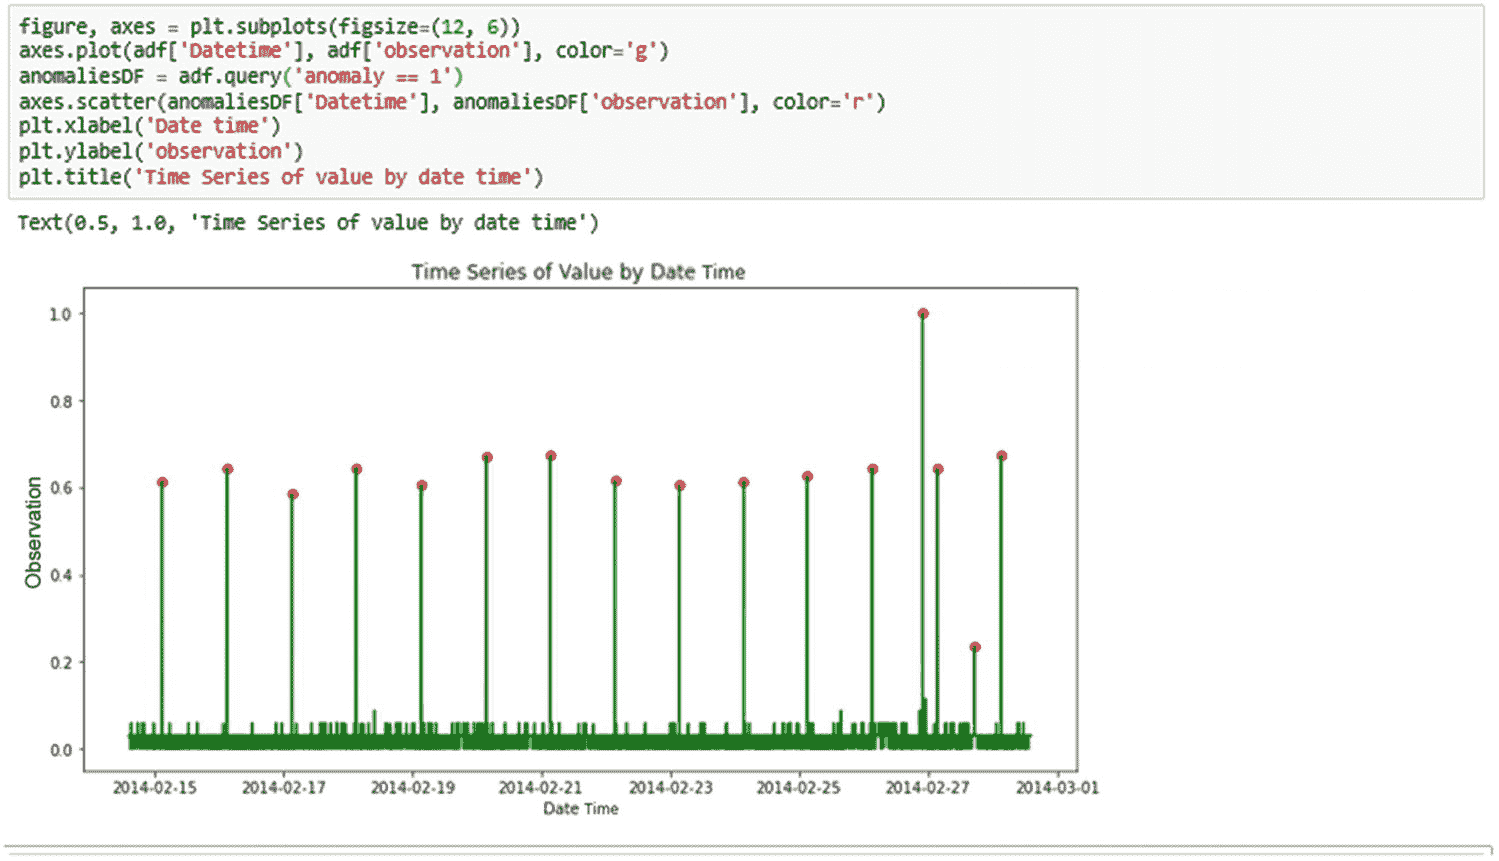 figure, axes = plt.subplots(figsize=(12, 6))
axes.plot(adf['Datetime'], adf['observation'], color='g')
anomaliesDF = adf.query('anomaly == 1')
axes.scatter(anomaliesDF['Datetime'], anomaliesDF['observation'], color='r')
plt.xlabel('Date time')
plt.ylabel('observation')
plt.title('Time Series of value by date time')
Text(0.5, 1.0, 'Time Series of value by date time')
Time Series of Value by Date Time
1.0
0.8
0.6
0.4
0.2
0.0
Observation
2014-02-15 2014-02-17 2014-02-19 2014-02-21 2014-02-23 2014-02-25 2014-02-27 2014-03-01
Date Time